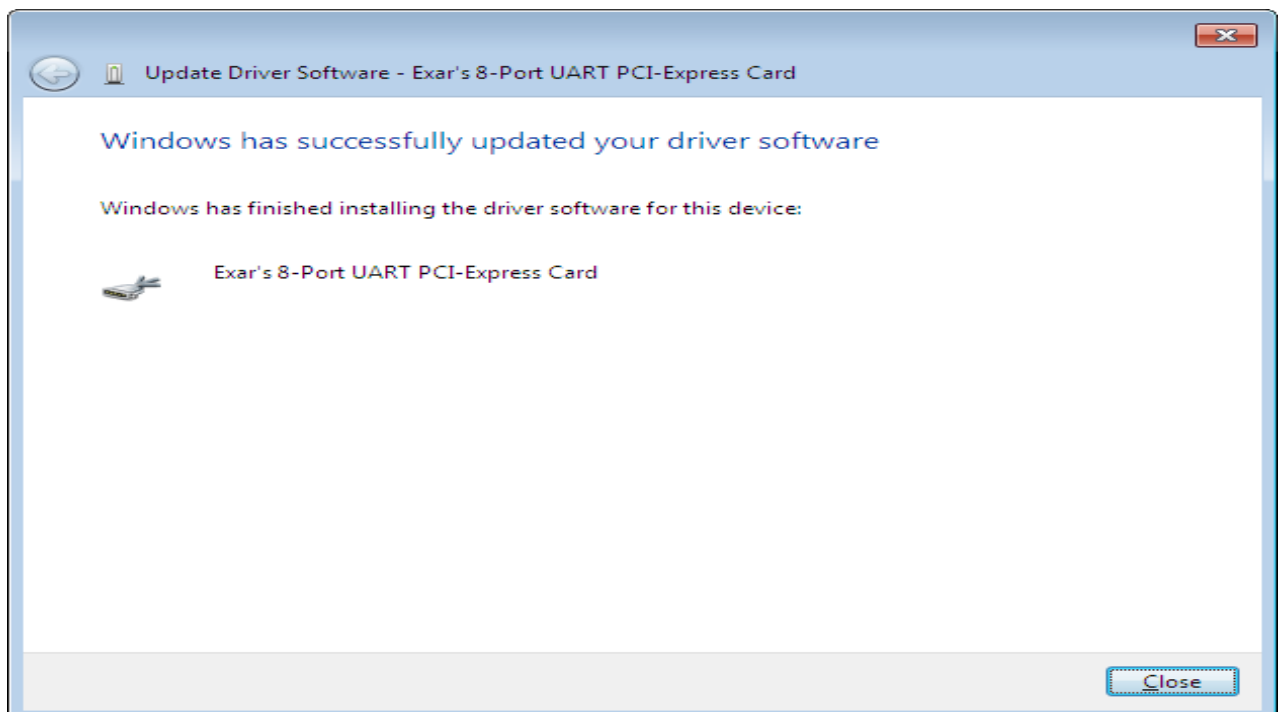 Update Driver Software - Exar's 8-Port UART PCI-Express Card
Windows has successfully updated your driver software
Windows has finished installing the driver software for this device:
Exar's 8-Port UART PCI-Express Card
Close